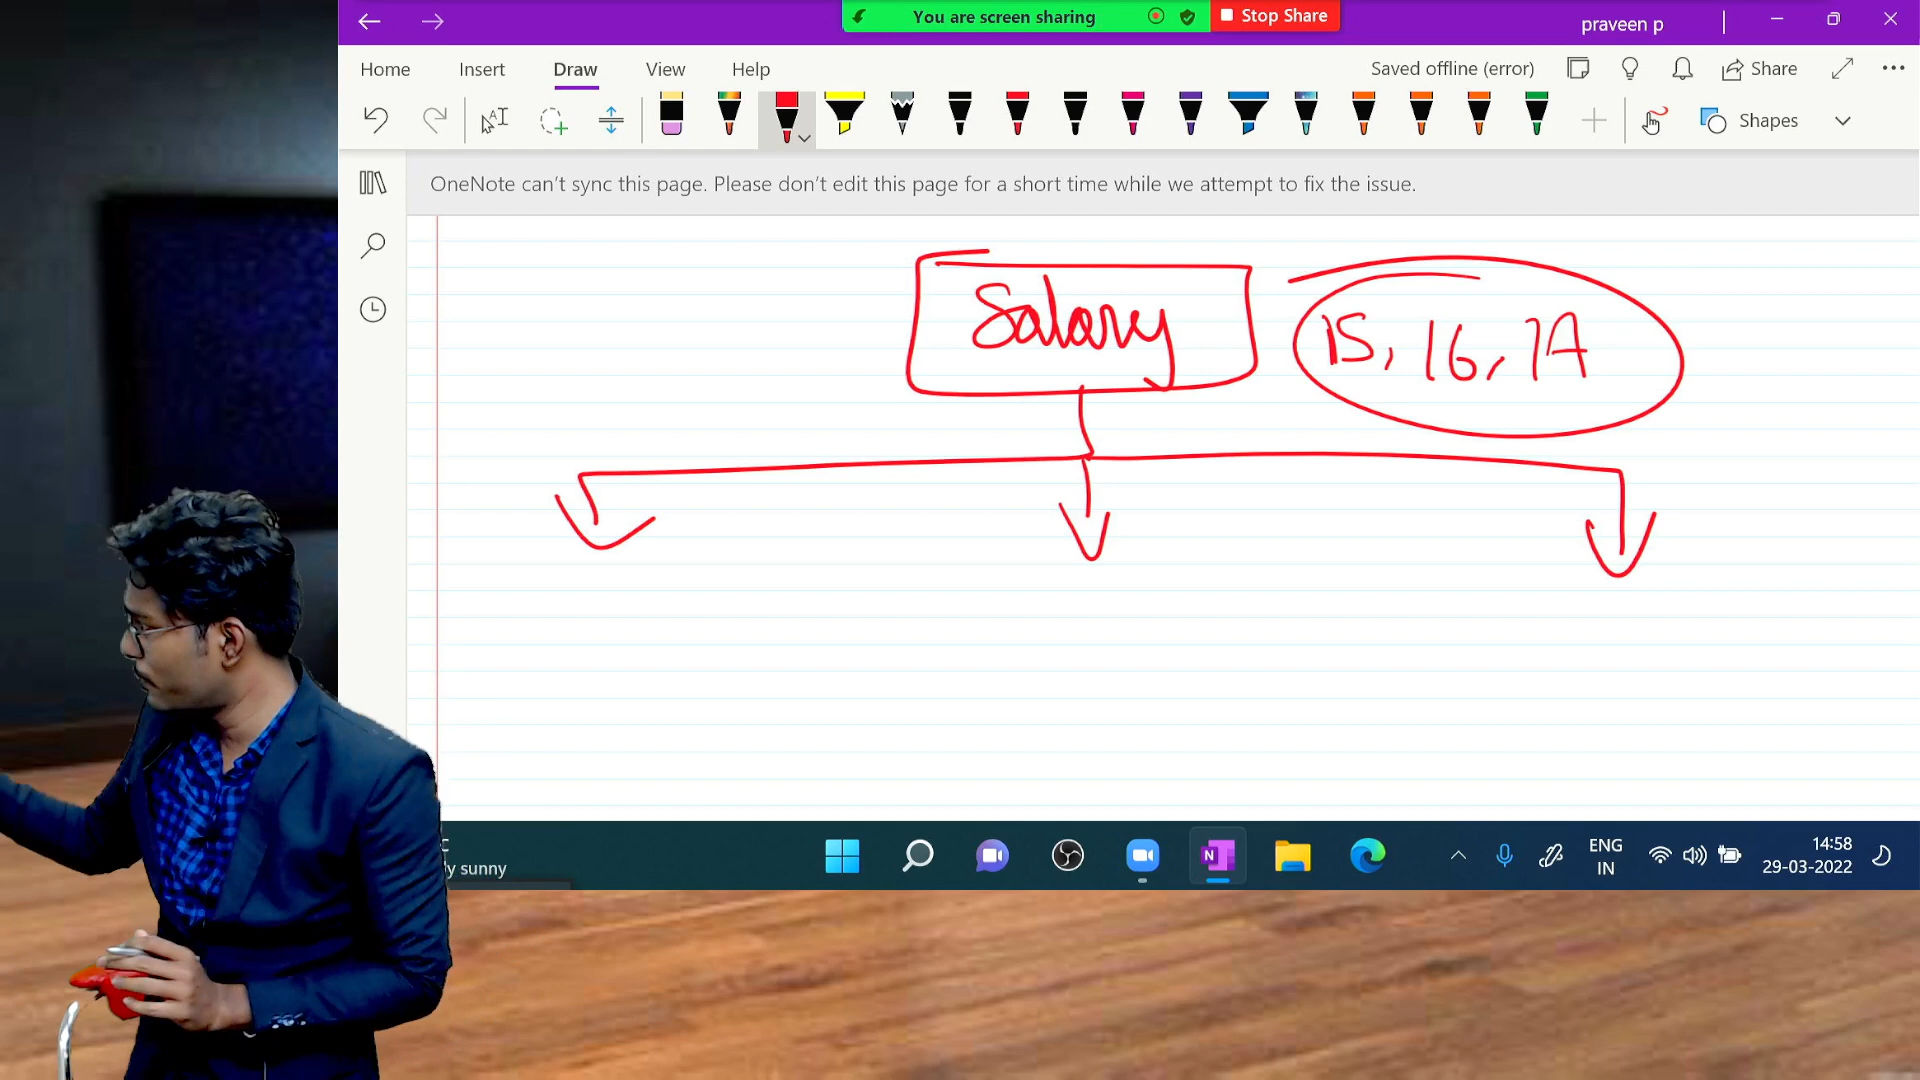 You are screen sharing Stop Share praveen p
Home Insert Draw View Help Saved offline (error) Share
Shapes
OneNote can't sync this page. Please don't edit this page for a short time while we attempt to fix the issue.
Salary 15, 16, 17A
y sunny
ENG
IN
14:58
29-03-2022